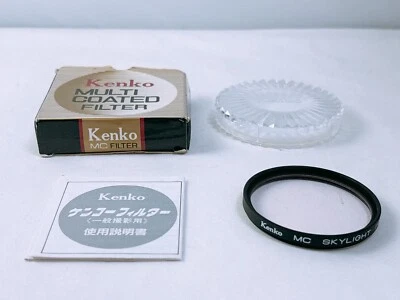 Kenko
MULTI
COATED
FILTER
Kenko
MC FILTER
Kenko
ケンコーフィルター
〈一般撮影用〉
使用説明書
Kenko MC SKYLIGHT